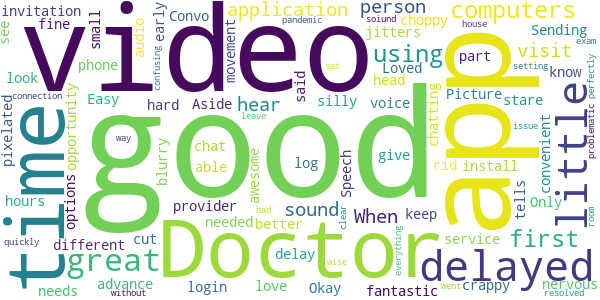 invitation Convo early application person computers
see fine small audio movement pandemic soiund choppy house Sending exam
video jitters using visit
look phone said Loved part know setting
confusing set head app
pixelated opportunity Easy hard Aside hear silly voice Picture stare little perfectly
connection chatting convenient problematic
time good
way chat able log give rid install issue
leave tells
hours options blurry awesome Speech Only room
provider sound When keep
Doctor
different cut needed better bad clear service first
quickly great delay everything delayed
needs advance login love Okay wise fantastic crappy nervous
without went resolved